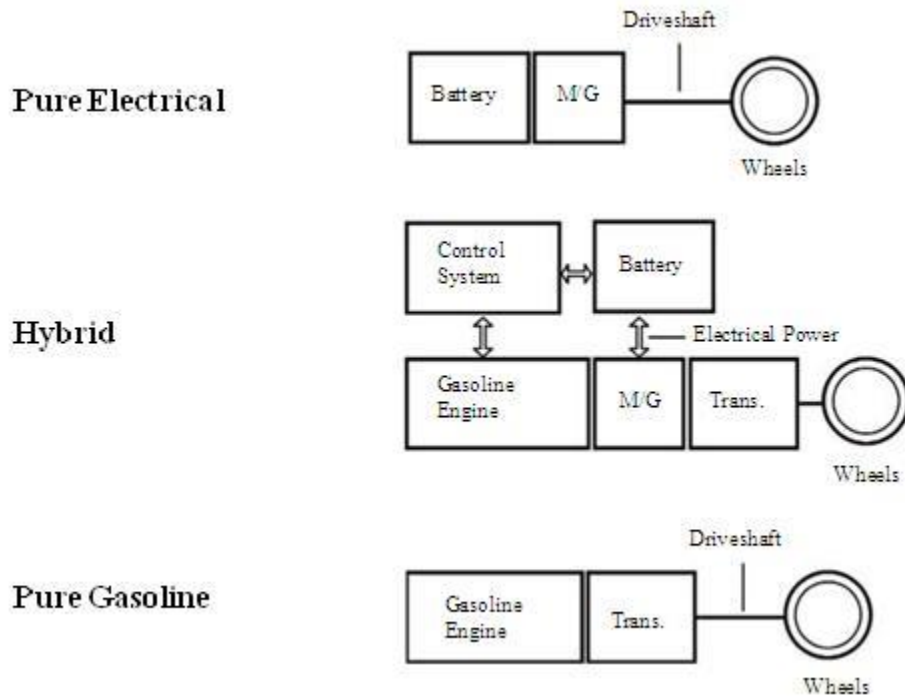 Driveshaft
Pure Electrical
Battery
M/G
Wheels
Control
System
Battery
Hybrid
Electrical Power
Gasoline
Engine
M/G
Trans.
Wheels
Driveshaft
Pure Gasoline
Gasoline
Engine
Trans.
Wheels